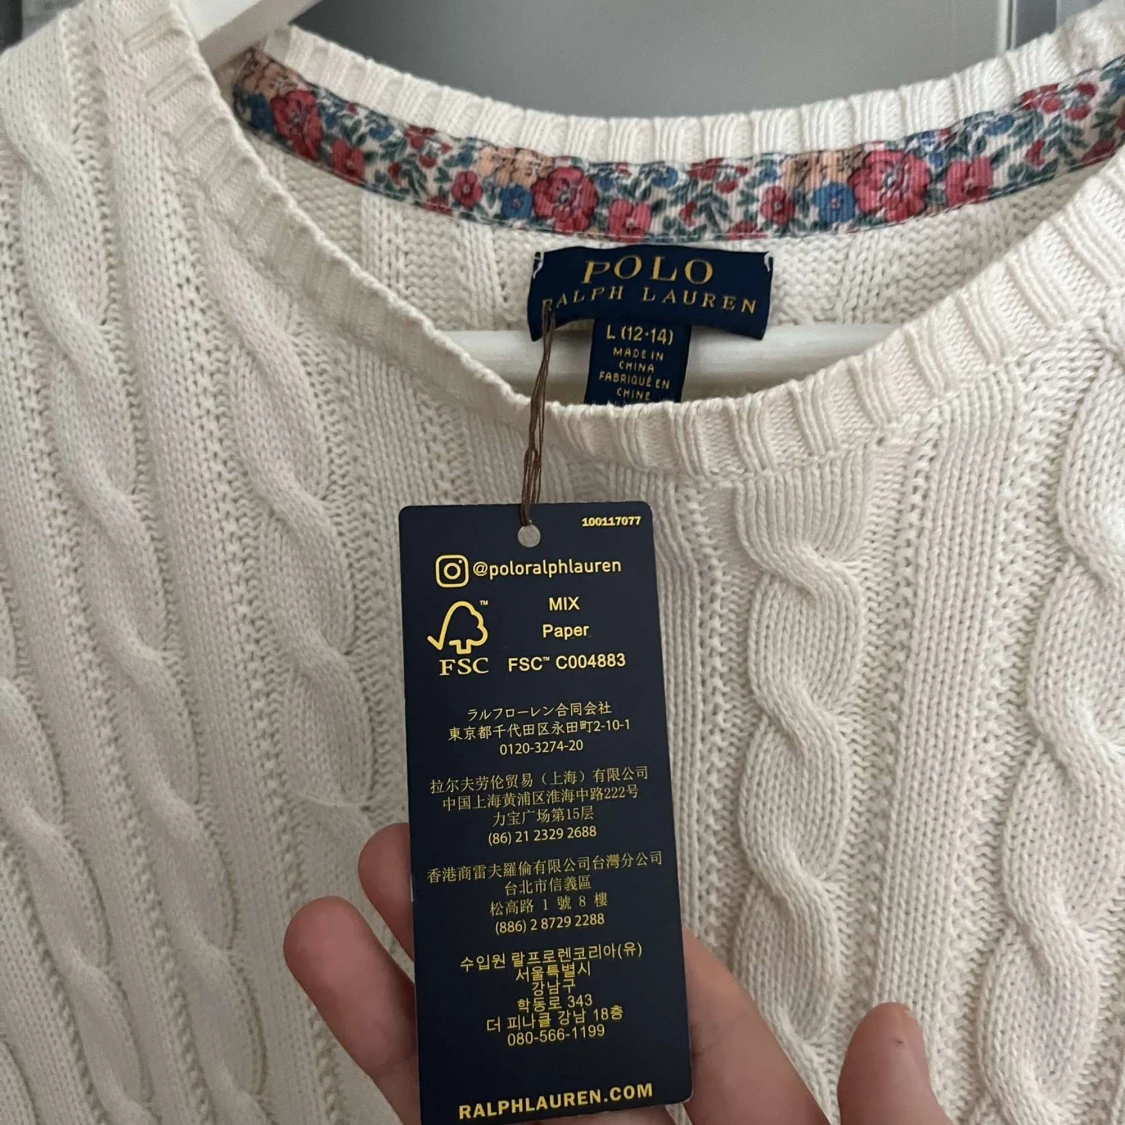 POLO
RALPH LAUREN
L (12-14)
MADE IN
CHINA
FABRIQUÉ EN
CHINE
100117077
@poloralphlauren
MIX
Paper
FSC™ C004883
FSC
ラルフローレン合同会社
東京都千代田区永田町2-10-1
0120-3274-20
拉尔夫劳伦贸易（上海）有限公司
中国上海黄浦区淮海中路222号
力宝广场第15层
(86) 21 2329 2688
香港商雷夫羅倫有限公司台灣分公司
台北市信義區
松高路 1 號 8 樓
(886) 2 8729 2288
수입원 랄프로렌코리아(유)
서울특별시
강남구
학동로 343
더 피나클 강남 18층
080-566-1199
RALPHLAUREN.COM